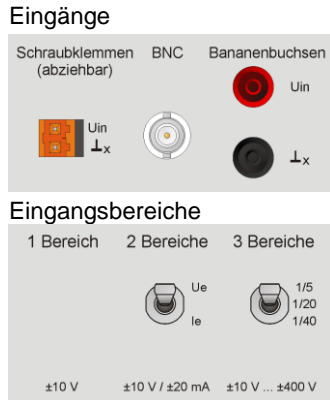 Eingänge
Schraubklemmen BNC Bananenbuchsen
(abziehbar)
Uin
Uin
⊥x
⊥x
Eingangsbereiche
1 Bereich 2 Bereiche 3 Bereiche
Ue 1/5
1/20
Ie 1/40
±10 V ±10 V / ±20 mA ±10 V ... ±400 V